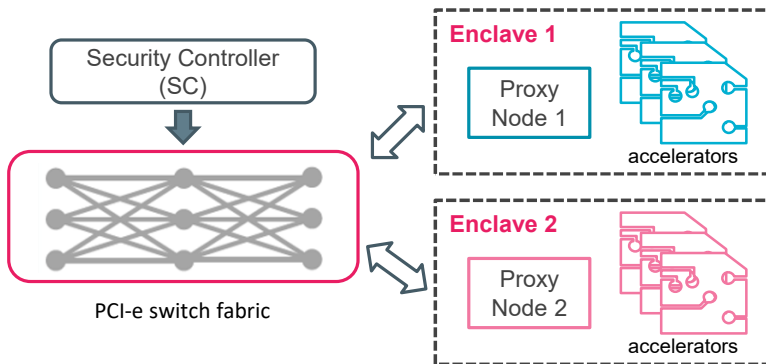 Security Controller
(SC)
PCI-e switch fabric
Enclave 1
Proxy
Node 1
accelerators
Enclave 2
Proxy
Node 2
accelerators